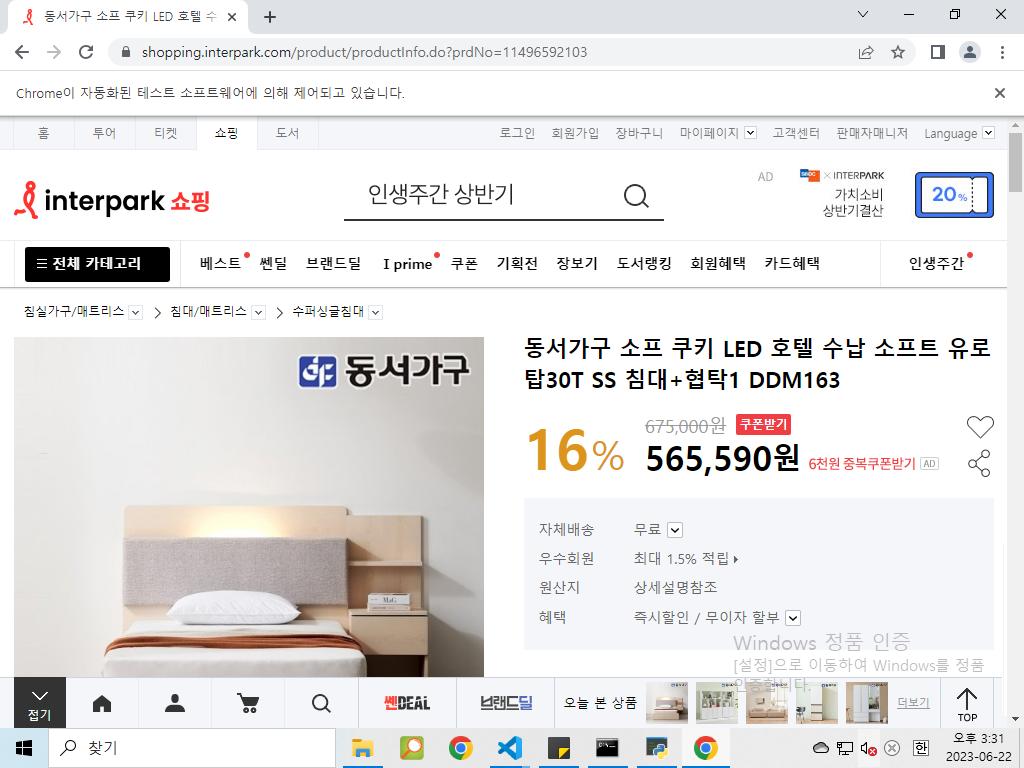 동서가구 소프 쿠키 LED 호텔 수
shopping.interpark.com/product/productInfo.do?prdNo=11496592103
Chrome이 자동화된 테스트 소프트웨어에 의해 제어되고 있습니다.
홈 투어 티켓 쇼핑 도서 로그인 회원가입 장바구니 마이페이지 고객센터 판매자매니저 Language
interpark 쇼핑
인생주간 상반기
AD
× INTERPARK
가치소비
상반기결산
20%
전체 카테고리 베스트 쎈딜 브랜드딜 I prime 쿠폰 기획전 장보기 도서랭킹 회원혜택 카드혜택 인생주간
침실가구/매트리스 침대/매트리스 수퍼싱글침대
동서가구
동서가구 소프 쿠키 LED 호텔 수납 소프트 유로
탑30T SS 침대+협탁1 DDM163
16%
675,000원 쿠폰받기
565,590원 6천원 중복쿠폰받기 AD
자체배송 무료
우수회원 최대 1.5% 적립
원산지 상세설명참조
혜택 즉시할인 / 무이자 할부
Windows 정품 인증
[설정]으로 이동하여 Windows를 정품
인증합니다.
접기
쎈DEAL
브랜드딜
오늘 본 상품
더보기
TOP
찾기
오후 3:31
2023-06-22
한